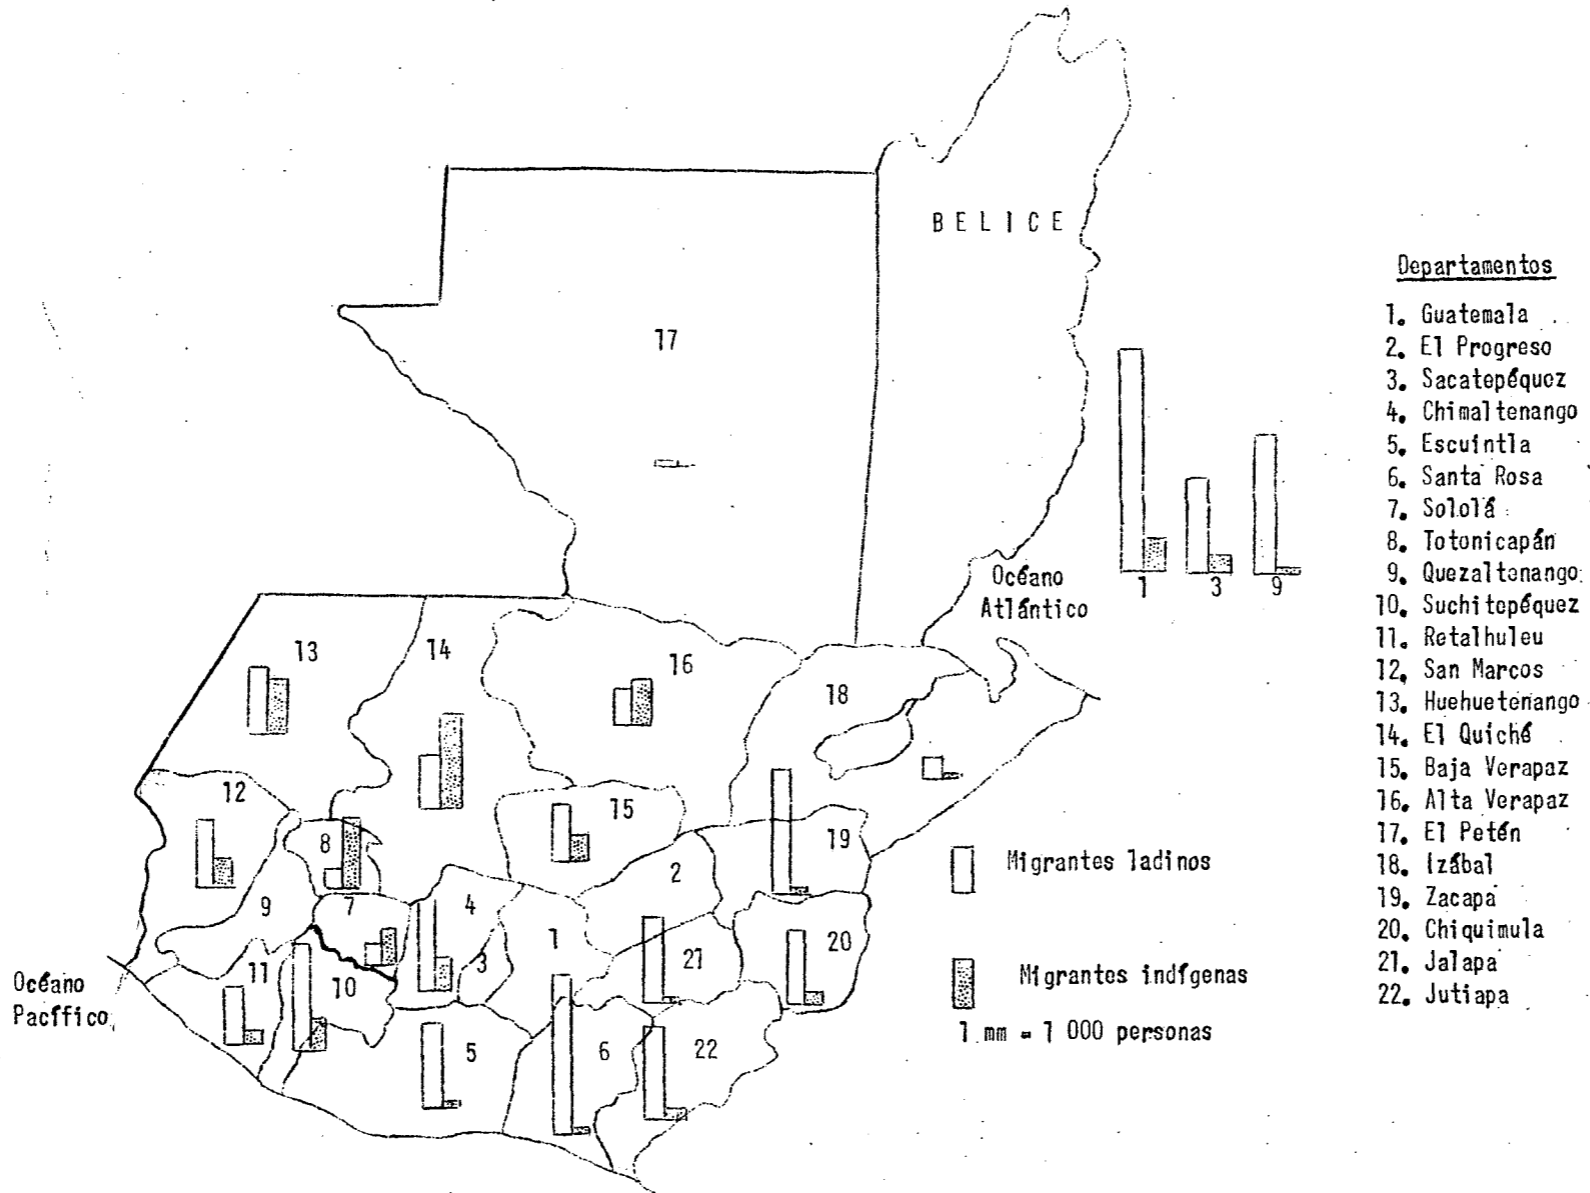 BELICE
17
Océano
Atlántico
1
3
9
13
14
16
18
12
15
19
8
2
9
7
4
1
3
21
20
11
10
5
6
22
Océano
Pacífico
Migrantes ladinos
Migrantes indígenas
1 mm = 1 000 personas
Departamentos
1. Guatemala
2. El Progreso
3. Sacatepéquez
4. Chimaltenango
5. Escuintla
6. Santa Rosa
7. Sololá
8. Totonicapán
9. Quezaltenango
10. Suchitepéquez
11. Retalhuleu
12. San Marcos
13. Huehuetenango
14. El Quiché
15. Baja Verapaz
16. Alta Verapaz
17. El Petén
18. Izábal
19. Zacapa
20. Chiquimula
21. Jalapa
22. Jutiapa